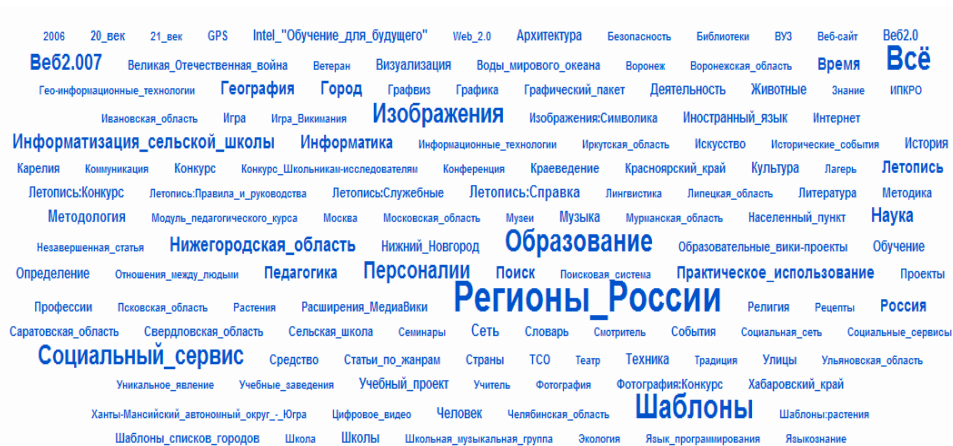 2006 20_век 21_век GPS Intel_"Обучение_для_будущего" Web_2.0 Архитектура Безопасность Библиотеки ВУЗ Веб-сайт Веб2.0
Веб2.007 Великая_Отечественная_война Ветеран Визуализация Воды_мирового_океана Воронеж Воронежская_область Время Всё
Гео-информационные_технологии География Город Графвиз Графика Графический_пакет Деятельность Животные Знание ИПКРО
Ивановская_область Игра Игра_Викимания Изображения Изображения:Символика Иностранный_язык Интернет
Информатизация_сельской_школы Информатика Информационные_технологии Иркутская_область Искусство Исторические_события История
Карелия Коммуникация Конкурс Конкурс_Школьникам-исследователям Конференция Краеведение Красноярский_край Культура Лагерь Летопись
Летопись:Конкурс Летопись:Правила_и_руководства Летопись:Служебные Летопись:Справка Лингвистика Липецкая_область Литература Методика
Методология Модуль_педагогического_курса Москва Московская_область Музеи Музыка Мурманская_область Населенный_пункт Наука
Незавершенная_статья Нижегородская_область Нижний_Новгород Образование Образовательные_вики-проекты Обучение
Определение Отношения_между_людьми Педагогика Персоналии Поиск Поисковая_система Практическое_использование Проекты
Профессии Псковская_область Растения Расширения_МедиаВики Регионы_России Религия Рецепты Россия
Саратовская_область Свердловская_область Сельская_школа Семинары Сеть Словарь Смотритель События Социальная_сеть Социальные_сервисы
Социальный_сервис Средство Статьи_по_жанрам Страны ТСО Театр Техника Традиция Улицы Ульяновская_область
Уникальное_явление Учебные_заведения Учебный_проект Учитель Фотография Фотография:Конкурс Хабаровский_край
Ханты-Мансийский_автономный_округ_-_Югра Цифровое_видео Человек Челябинская_область Шаблоны Шаблоны:растения
Шаблоны_списков_городов Школа Школы Школьная_музыкальная_группа Экология Язык_программирования Языкознание